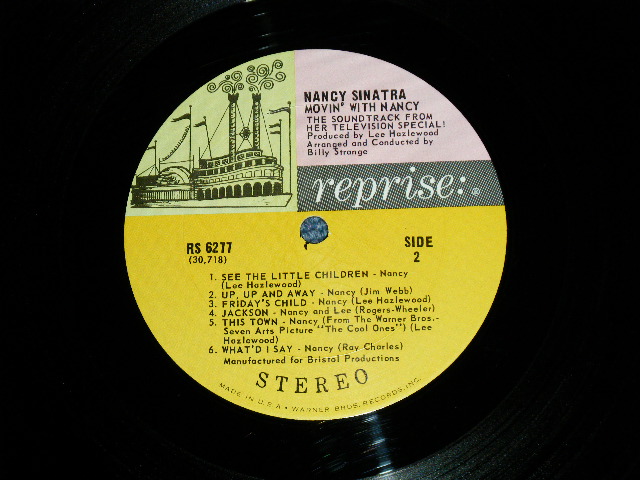 NANCY SINATRA
MOVIN' WITH NANCY
THE SOUNDTRACK FROM
HER TELEVISION SPECIAL!
Produced by Lee Hazlewood
Arranged and Conducted by
Billy Strange
reprise:
RS 6277
(30,718)
SIDE
2
1. SEE THE LITTLE CHILDREN - Nancy
(Lee Hazlewood)
2. UP, UP AND AWAY - Nancy (Jim Webb)
3. FRIDAY'S CHILD - Nancy (Lee Hazlewood)
4. JACKSON - Nancy and Lee (Rogers-Wheeler)
5. THIS TOWN - Nancy (From The Warner Bros.-
Seven Arts Picture "The Cool Ones") (Lee
Hazlewood)
6. WHAT'D I SAY - Nancy (Ray Charles)
Manufactured for Bristol Productions
STEREO
MADE IN U.S.A. • WARNER BROS. RECORDS, INC.